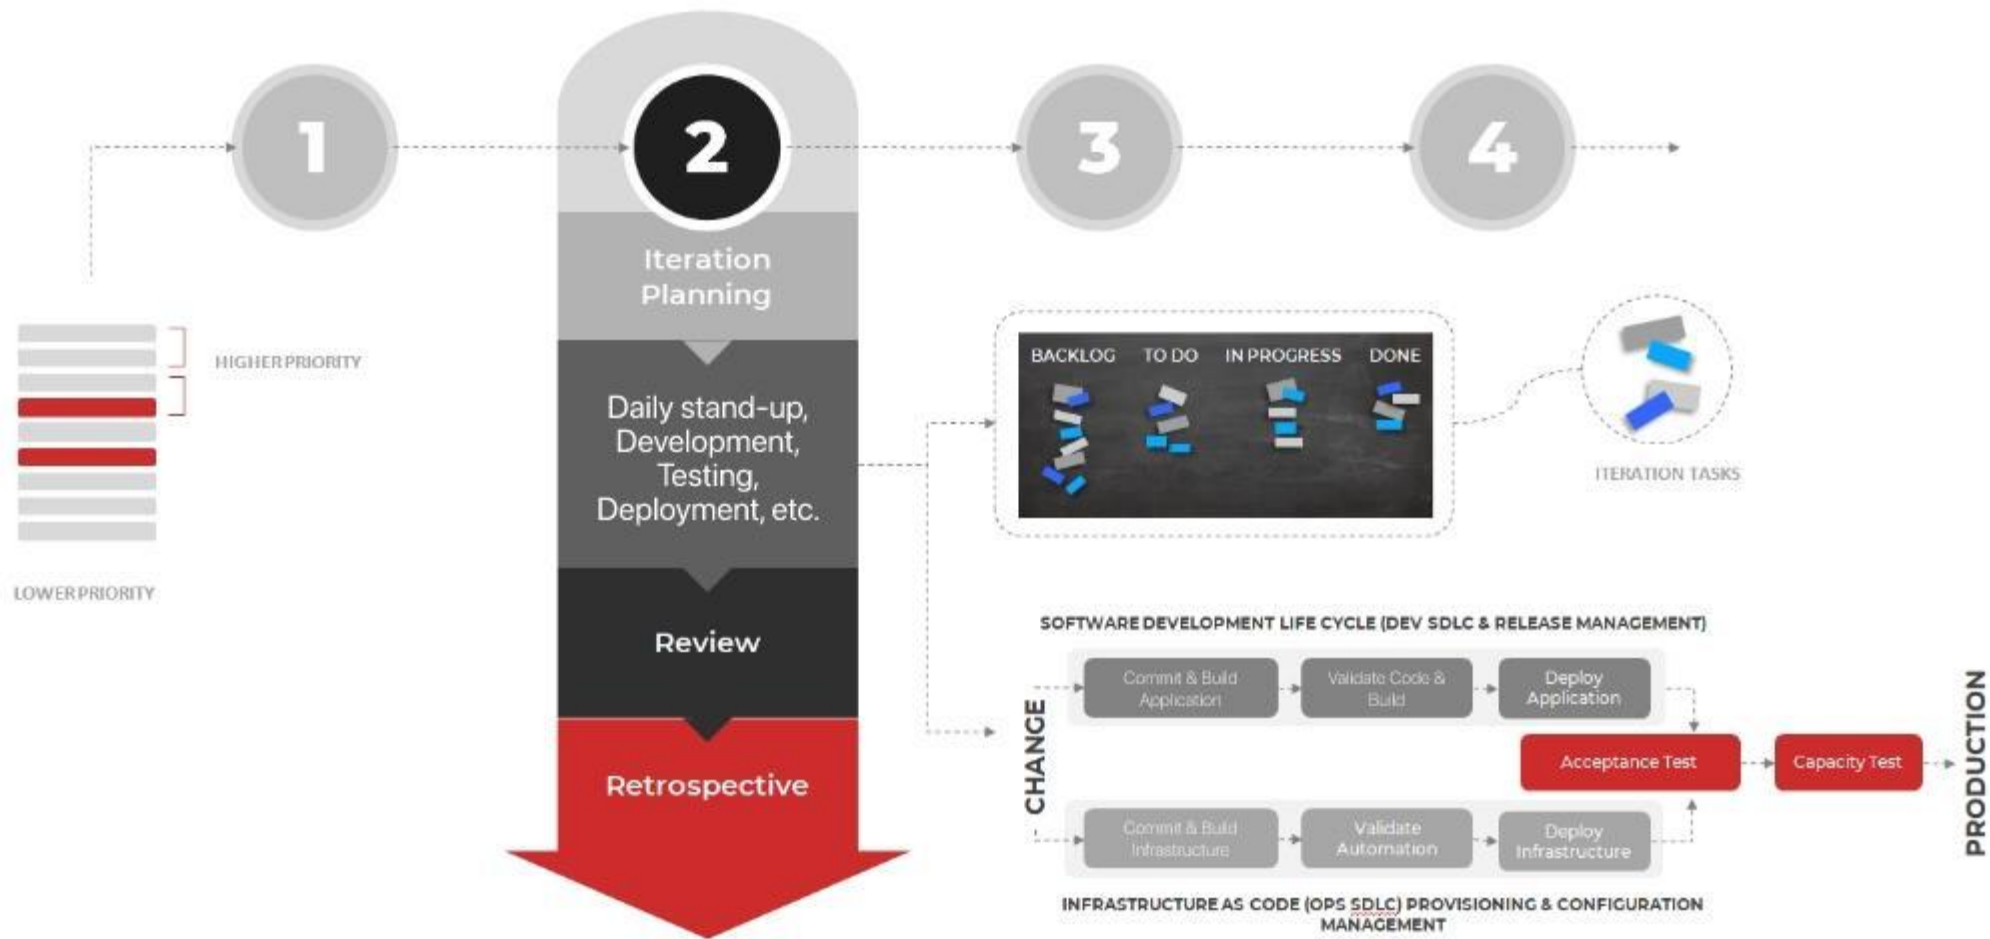 1
2
3
4
Iteration
Planning
HIGHER PRIORITY
BACKLOG
TO DO
IN PROGRESS
DONE
Daily stand-up,
Development,
Testing,
Deployment, etc.
ITERATION TASKS
LOWER PRIORITY
Review
Retrospective
SOFTWARE DEVELOPMENT LIFE CYCLE (DEV SDLC & RELEASE MANAGEMENT)
CHANGE
Commit & Build
Application
Validate Code &
Build
Deploy
Application
Acceptance Test
Capacity Test
PRODUCTION
Commit & Build
Infrastructure
Validate
Automation
Deploy
Infrastructure
INFRASTRUCTURE AS CODE (OPS SDLC) PROVISIONING & CONFIGURATION
MANAGEMENT